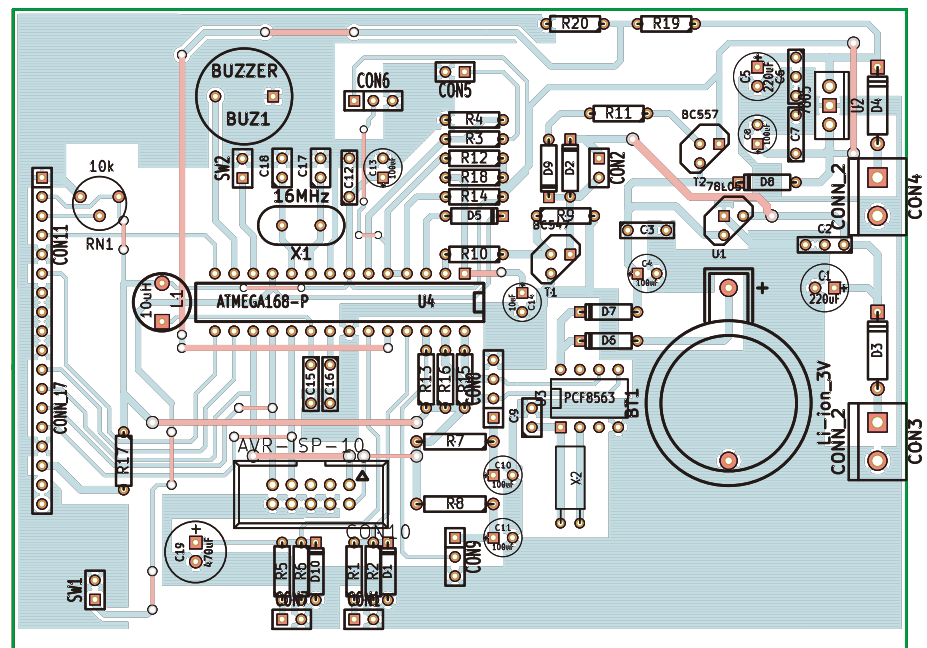 R20
R19
BUZZER
BUZ1
CON6
CON5
C5
220uF
C6
7805
U2
D4
R4
R3
R12
R18
R14
D5
R11
BC557
T2
C8
100uF
C7
SW2
C18
C17
C12
C13
100uF
D9
D2
CON2
D8
78L05
U1
CONN_2
CON4
10k
RN1
CON11
CONN_17
16MHz
X1
R9
BC547
T1
C3
C2
R10
C4
100uF
C1
220uF
10uH
L1
ATMEGA168-P
U4
C14
+
D7
D6
D3
C15
C16
R13
R16
R15
CON8
C9
U3
PCF8563
BT1
Li-ion_3V
CONN_2
CON3
R17
AVR-ISP-10
CON10
R7
C10
100uF
X2
R8
C11
100uF
C19
+
470uF
CON9
SW1
R5
R6
D10
R1
R2
D1
CON7
CON1